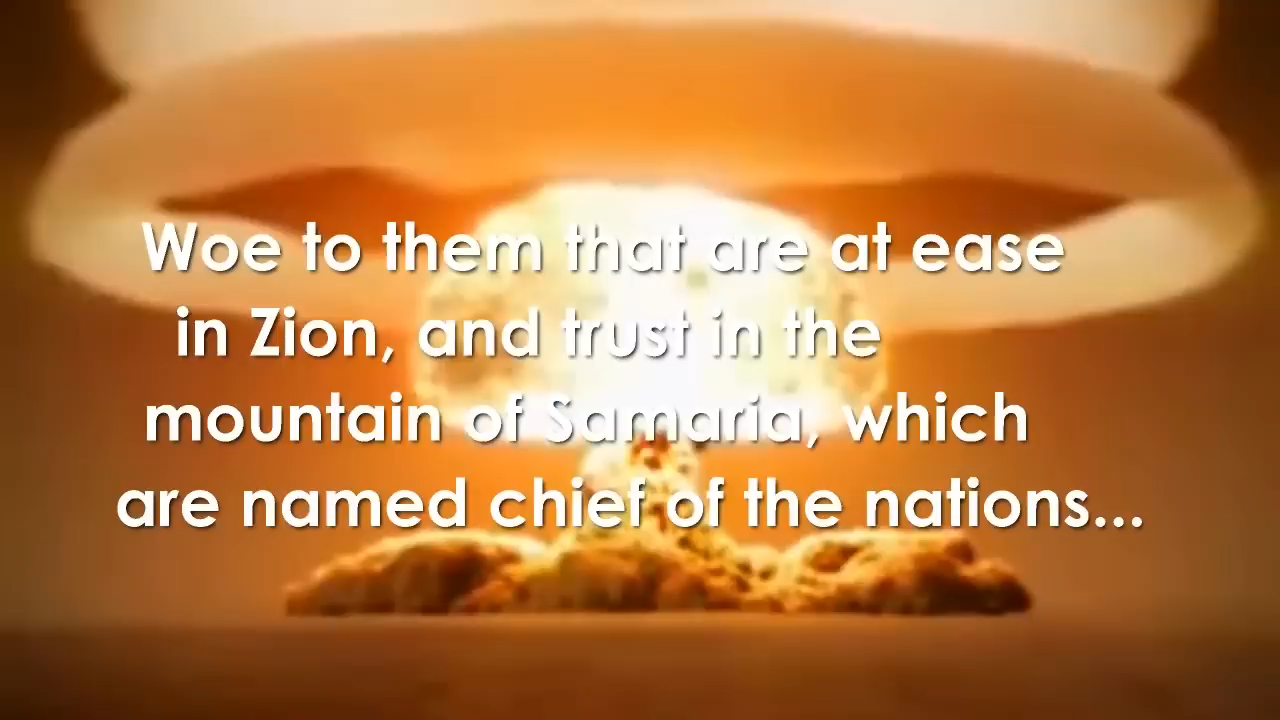 Woe to them that are at ease
in Zion, and trust in the
mountain of Samaria, which
are named chief of the nations...